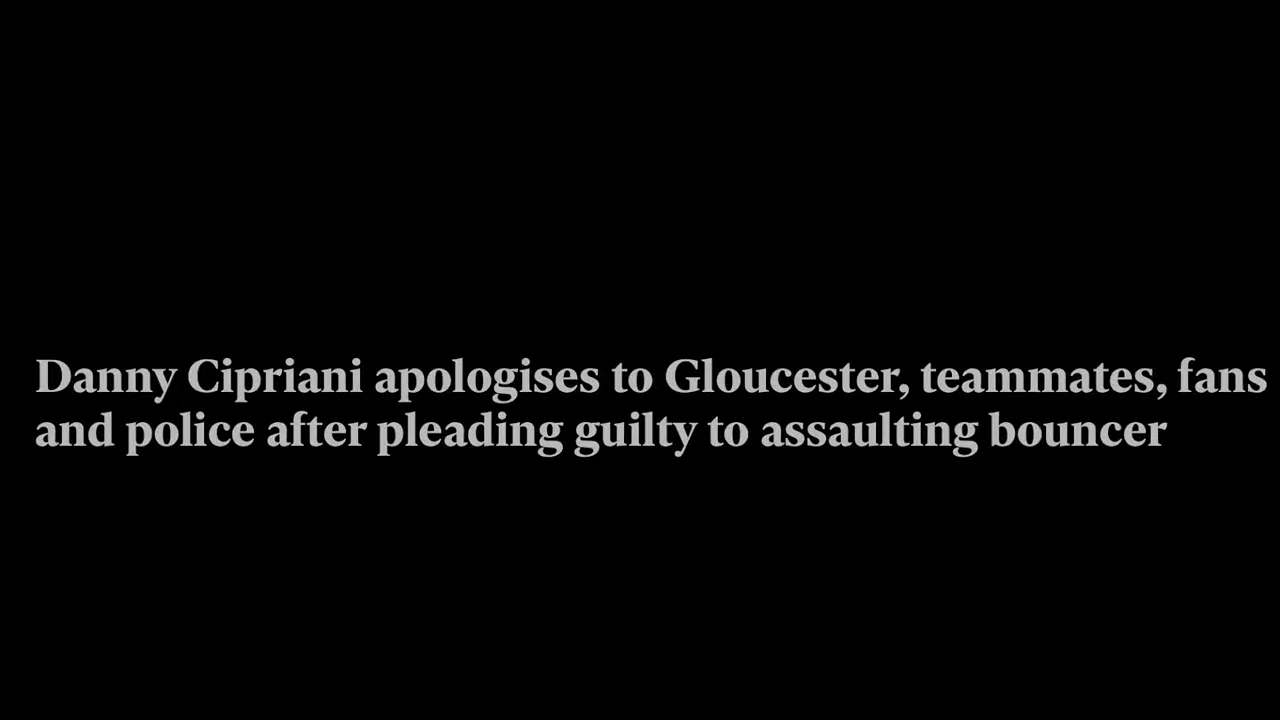 Danny Cipriani apologises to Gloucester, teammates, fans
and police after pleading guilty to assaulting bouncer